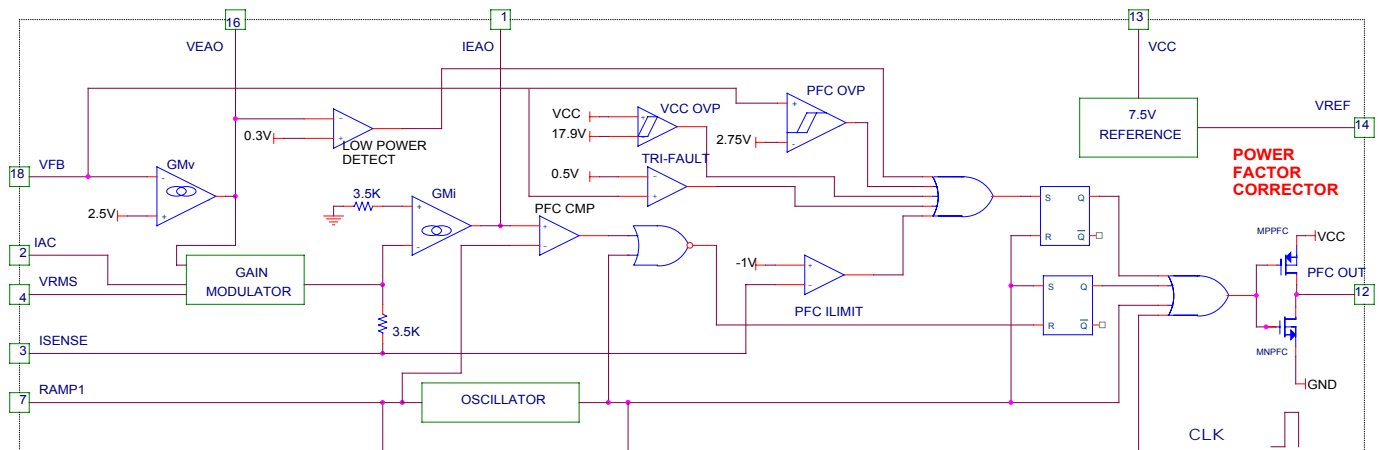 16
1
13
VEAO
IEAO
VCC
PFC OVP
VCC OVP
VCC
17.9V
2.75V
7.5V
REFERENCE
VREF
14
0.3V
LOW POWER
DETECT
VFB
18
GMv
TRI-FAULT
0.5V
POWER
FACTOR
CORRECTOR
2.5V
3.5K
GMi
PFC CMP
S
Q
R
Q
IAC
2
GAIN
MODULATOR
VRMS
4
-1V
PFC ILIMIT
MPPFC
VCC
PFC OUT
12
S
Q
R
Q
3.5K
MNPFC
ISENSE
3
RAMP1
7
OSCILLATOR
GND
CLK